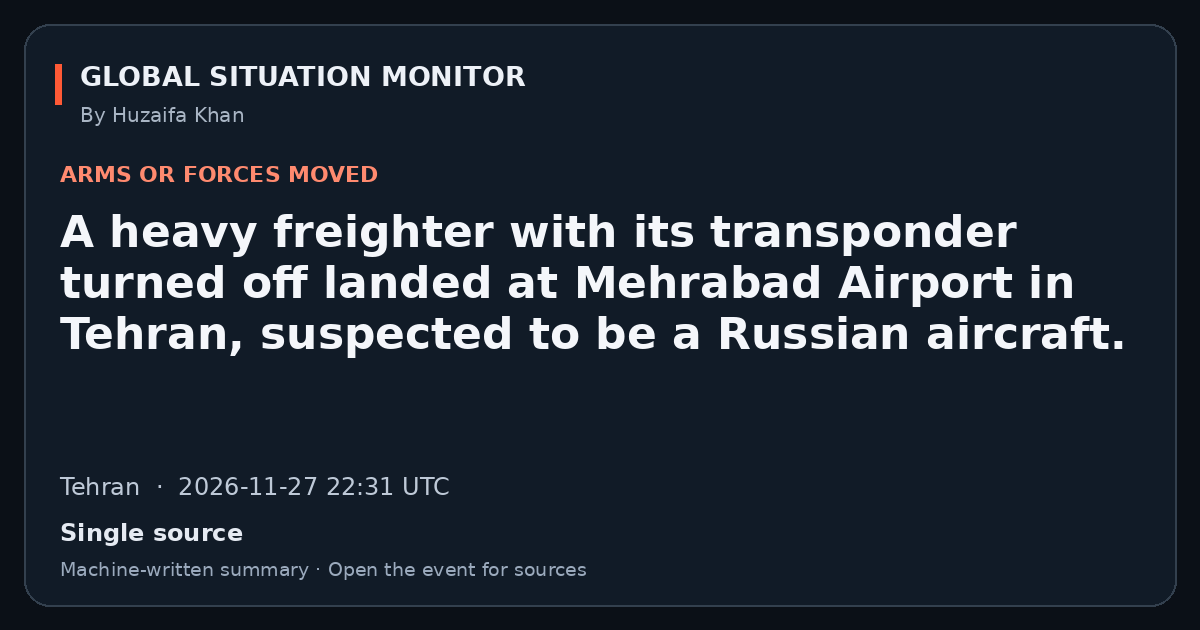 GLOBAL SITUATION MONITOR
By Huzaifa Khan
ARMS OR FORCES MOVED
A heavy freighter with its transponder
turned off landed at Mehrabad Airport in
Tehran, suspected to be a Russian aircraft.
Tehran · 2026-11-27 22:31 UTC
Single source
Machine-written summary · Open the event for sources